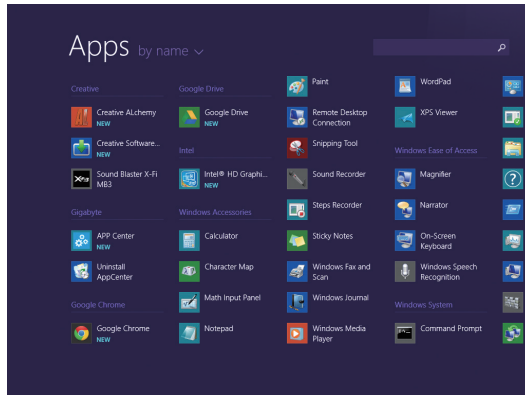 Apps by name
Creative
Creative ALchemy
NEW
Creative Software...
NEW
Sound Blaster X-Fi
MB3
Gigabyte
APP Center
NEW
Uninstall
AppCenter
Google Chrome
Google Chrome
NEW
Google Drive
Google Drive
NEW
Intel
Intel® HD Graphi...
NEW
Windows Accessories
Calculator
Character Map
Math Input Panel
Notepad
Paint
Remote Desktop
Connection
Snipping Tool
Sound Recorder
Steps Recorder
Sticky Notes
Windows Fax and
Scan
Windows Journal
Windows Media
Player
WordPad
XPS Viewer
Windows Ease of Access
Magnifier
Narrator
On-Screen
Keyboard
Windows Speech
Recognition
Windows System
Command Prompt